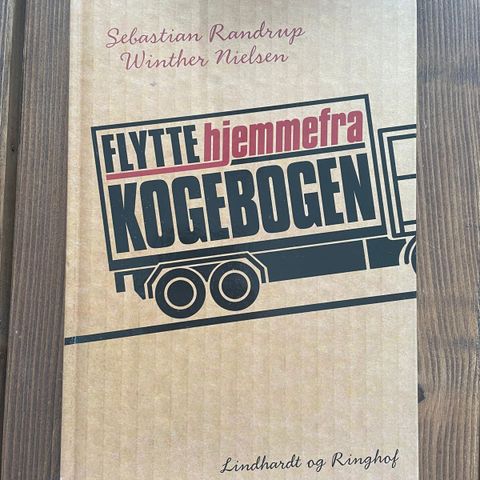 Sebastian Randrup
Winther Nielsen
FLYTTE hjemmefra
KOGEBOGEN
Lindhardt og Ringhof